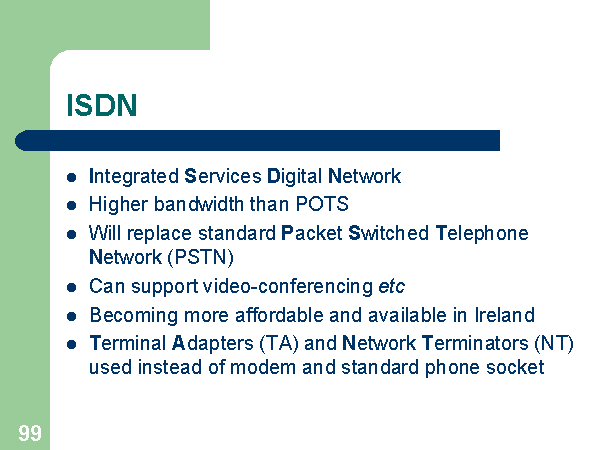 ISDN
Integrated Services Digital Network
Higher bandwidth than POTS
Will replace standard Packet Switched Telephone
Network (PSTN)
Can support video-conferencing etc
Becoming more affordable and available in Ireland
Terminal Adapters (TA) and Network Terminators (NT)
used instead of modem and standard phone socket
99